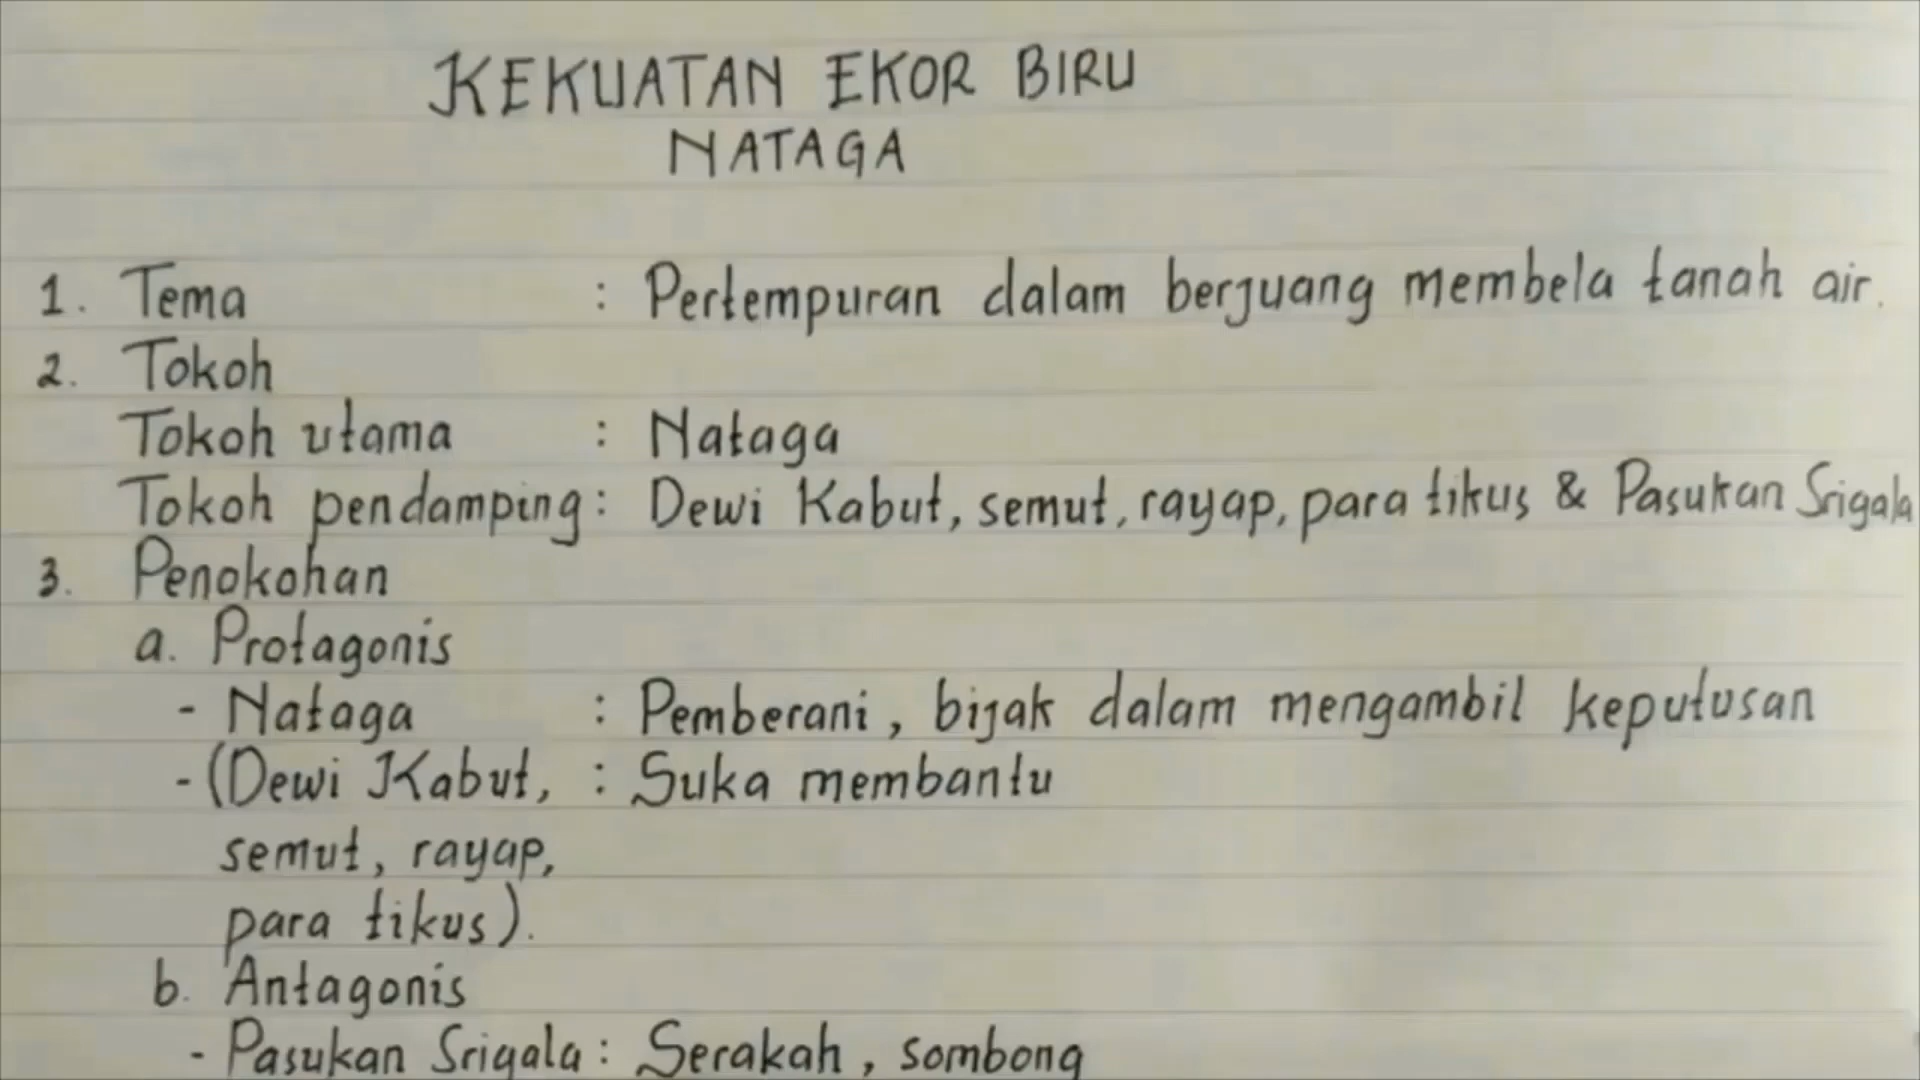 KEKUATAN EKOR BIRU
NATAGA
1. Tema : Pertempuran dalam berjuang membela tanah air.
2. Tokoh
Tokoh utama : Nataga
Tokoh pendamping : Dewi Kabut, semut, rayap, para tikus & Pasukan Srigala
3. Penokohan
a. Protagonis
- Nataga : Pemberani, bijak dalam mengambil keputusan
- (Dewi Kabut, : Suka membantu
semut, rayap,
para tikus).
b. Antagonis
- Pasukan Srigala : Serakah, sombong